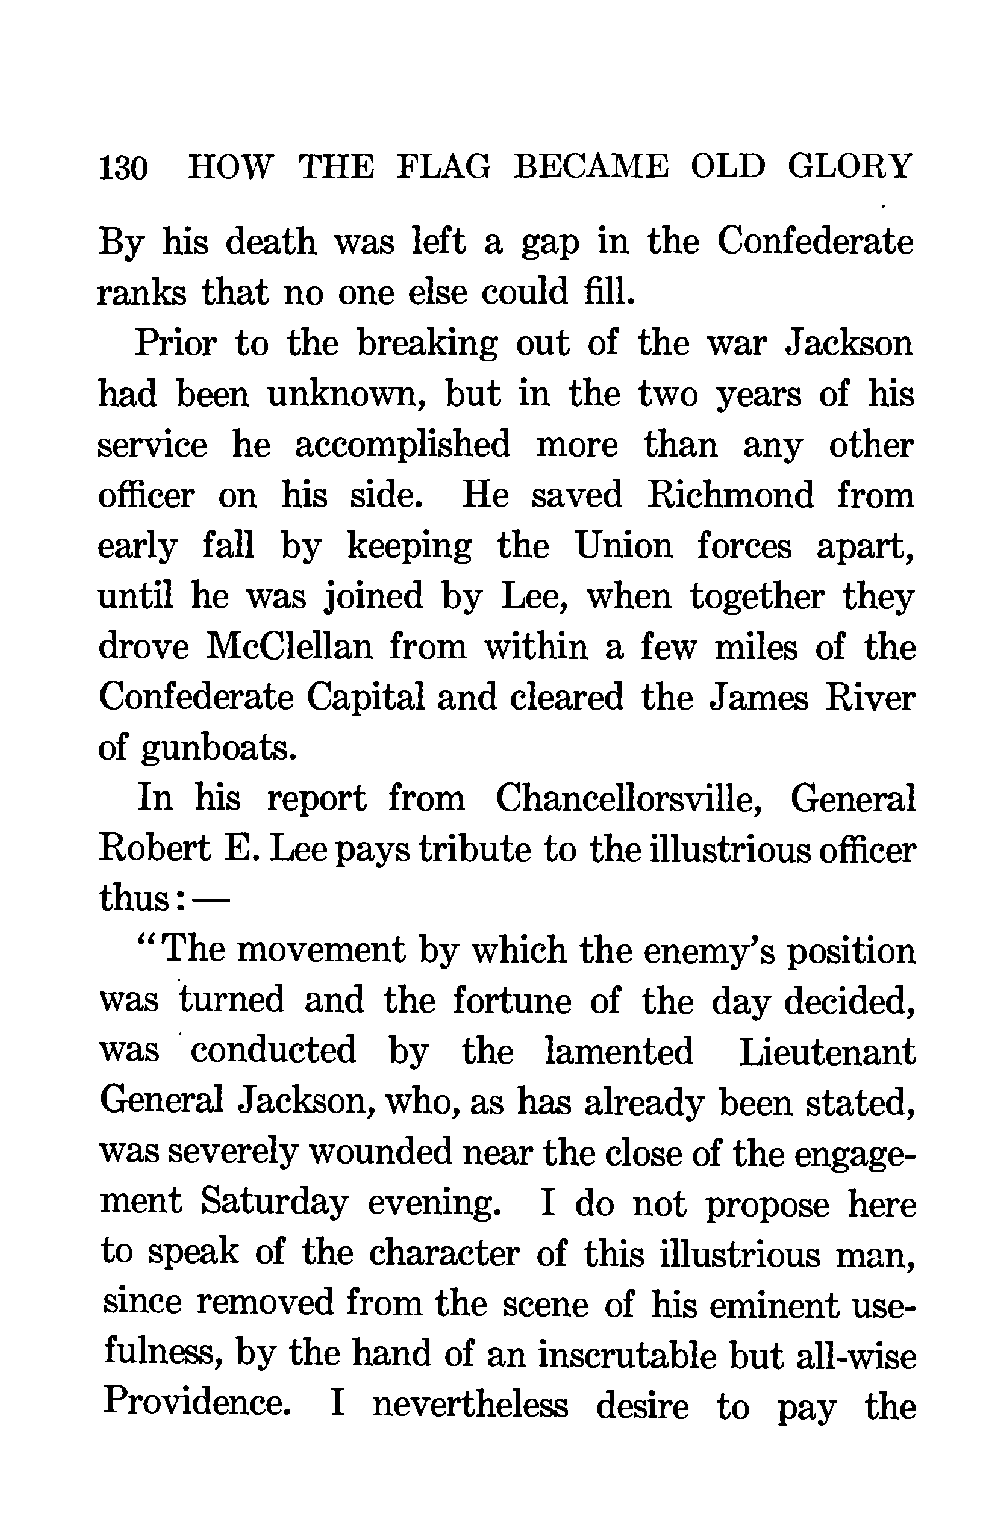 130 HOW THE FLAG BECAME OLD GLORY
By his death was left a gap in the Confederate
ranks that no one else could fill.
Prior to the breaking out of the war Jackson
had been unknown, but in the two years of his
service he accomplished more than any other
officer on his side. He saved Richmond from
early fall by keeping the Union forces apart,
until he was joined by Lee, when together they
drove McClellan from within a few miles of the
Confederate Capital and cleared the James River
of gunboats.
In his report from Chancellorsville, General
Robert E. Lee pays tribute to the illustrious officer
thus: —
“The movement by which the enemy’s position
was turned and the fortune of the day decided,
was conducted by the lamented Lieutenant
General Jackson, who, as has already been stated,
was severely wounded near the close of the engage-
ment Saturday evening. I do not propose here
to speak of the character of this illustrious man,
since removed from the scene of his eminent use-
fulness, by the hand of an inscrutable but all-wise
Providence. I nevertheless desire to pay the